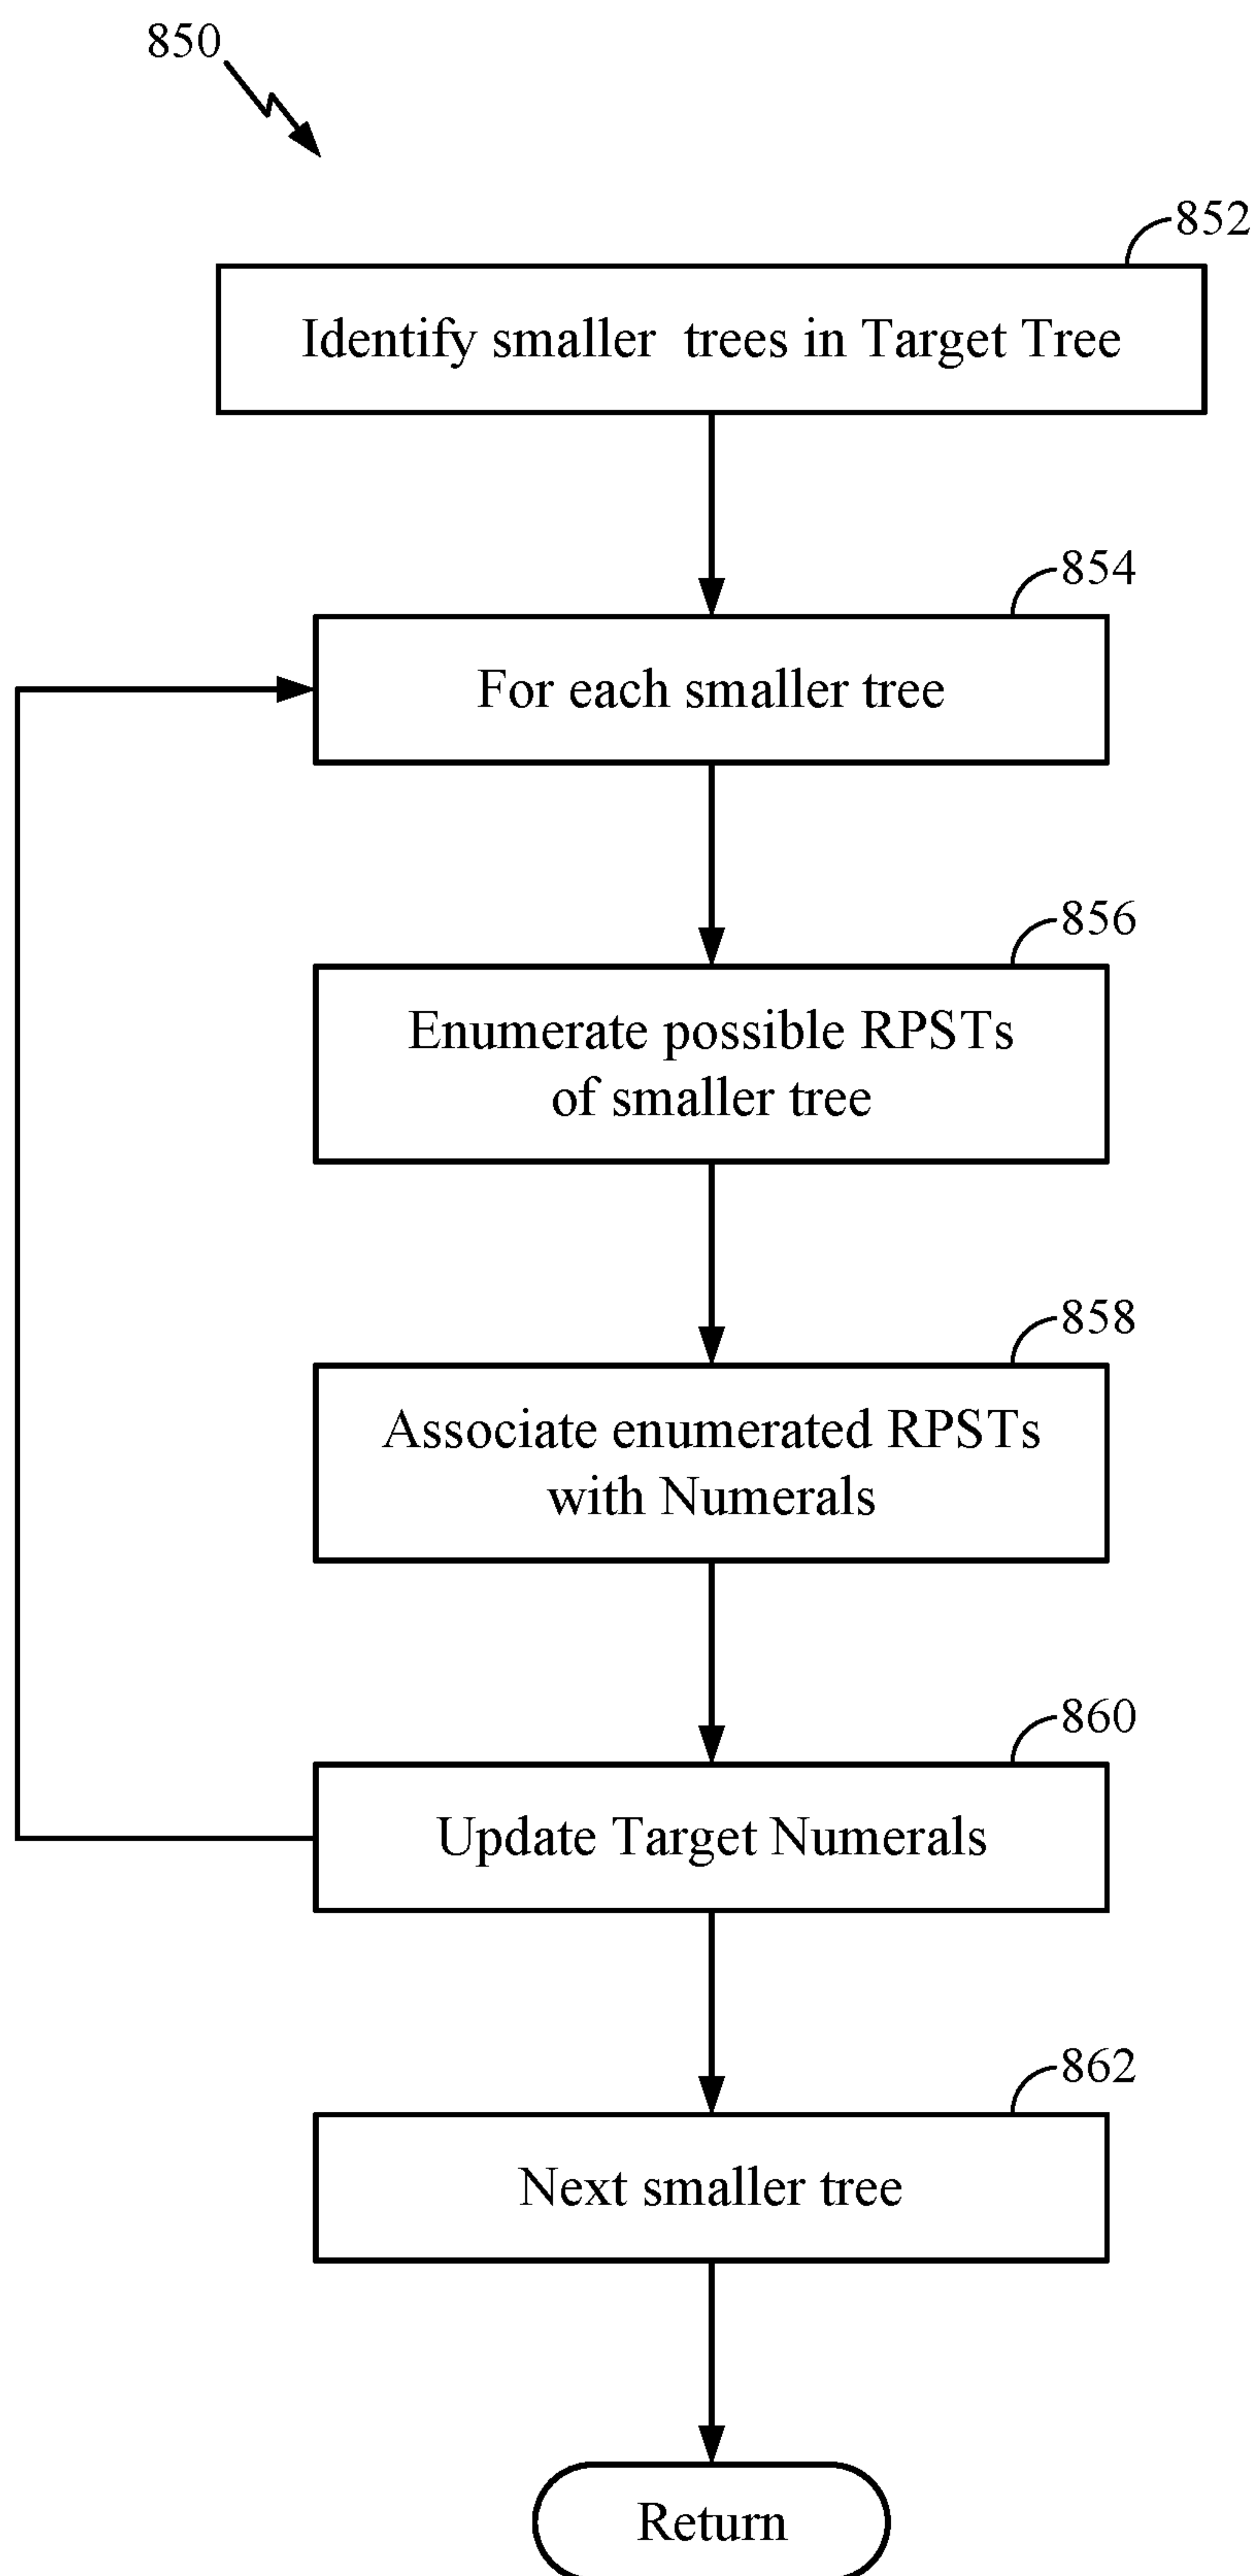 850
852
Identify smaller trees in Target Tree
854
For each smaller tree
856
Enumerate possible RPSTs
of smaller tree
858
Associate enumerated RPSTs
with Numerals
860
Update Target Numerals
862
Next smaller tree
Return